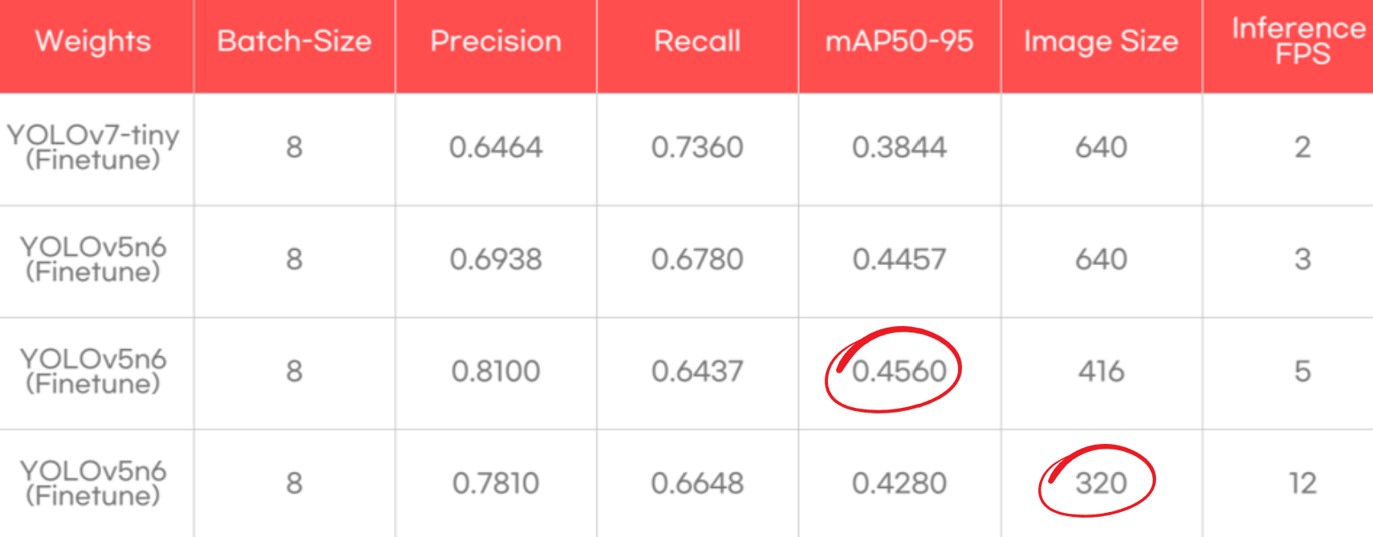 Weights Batch-Size Precision Recall mAP50-95 Image Size Inference FPS
YOLOv7-tiny (Finetune) 8 0.6464 0.7360 0.3844 640 2
YOLOv5n6 (Finetune) 8 0.6938 0.6780 0.4457 640 3
YOLOv5n6 (Finetune) 8 0.8100 0.6437 0.4560 416 5
YOLOv5n6 (Finetune) 8 0.7810 0.6648 0.4280 320 12